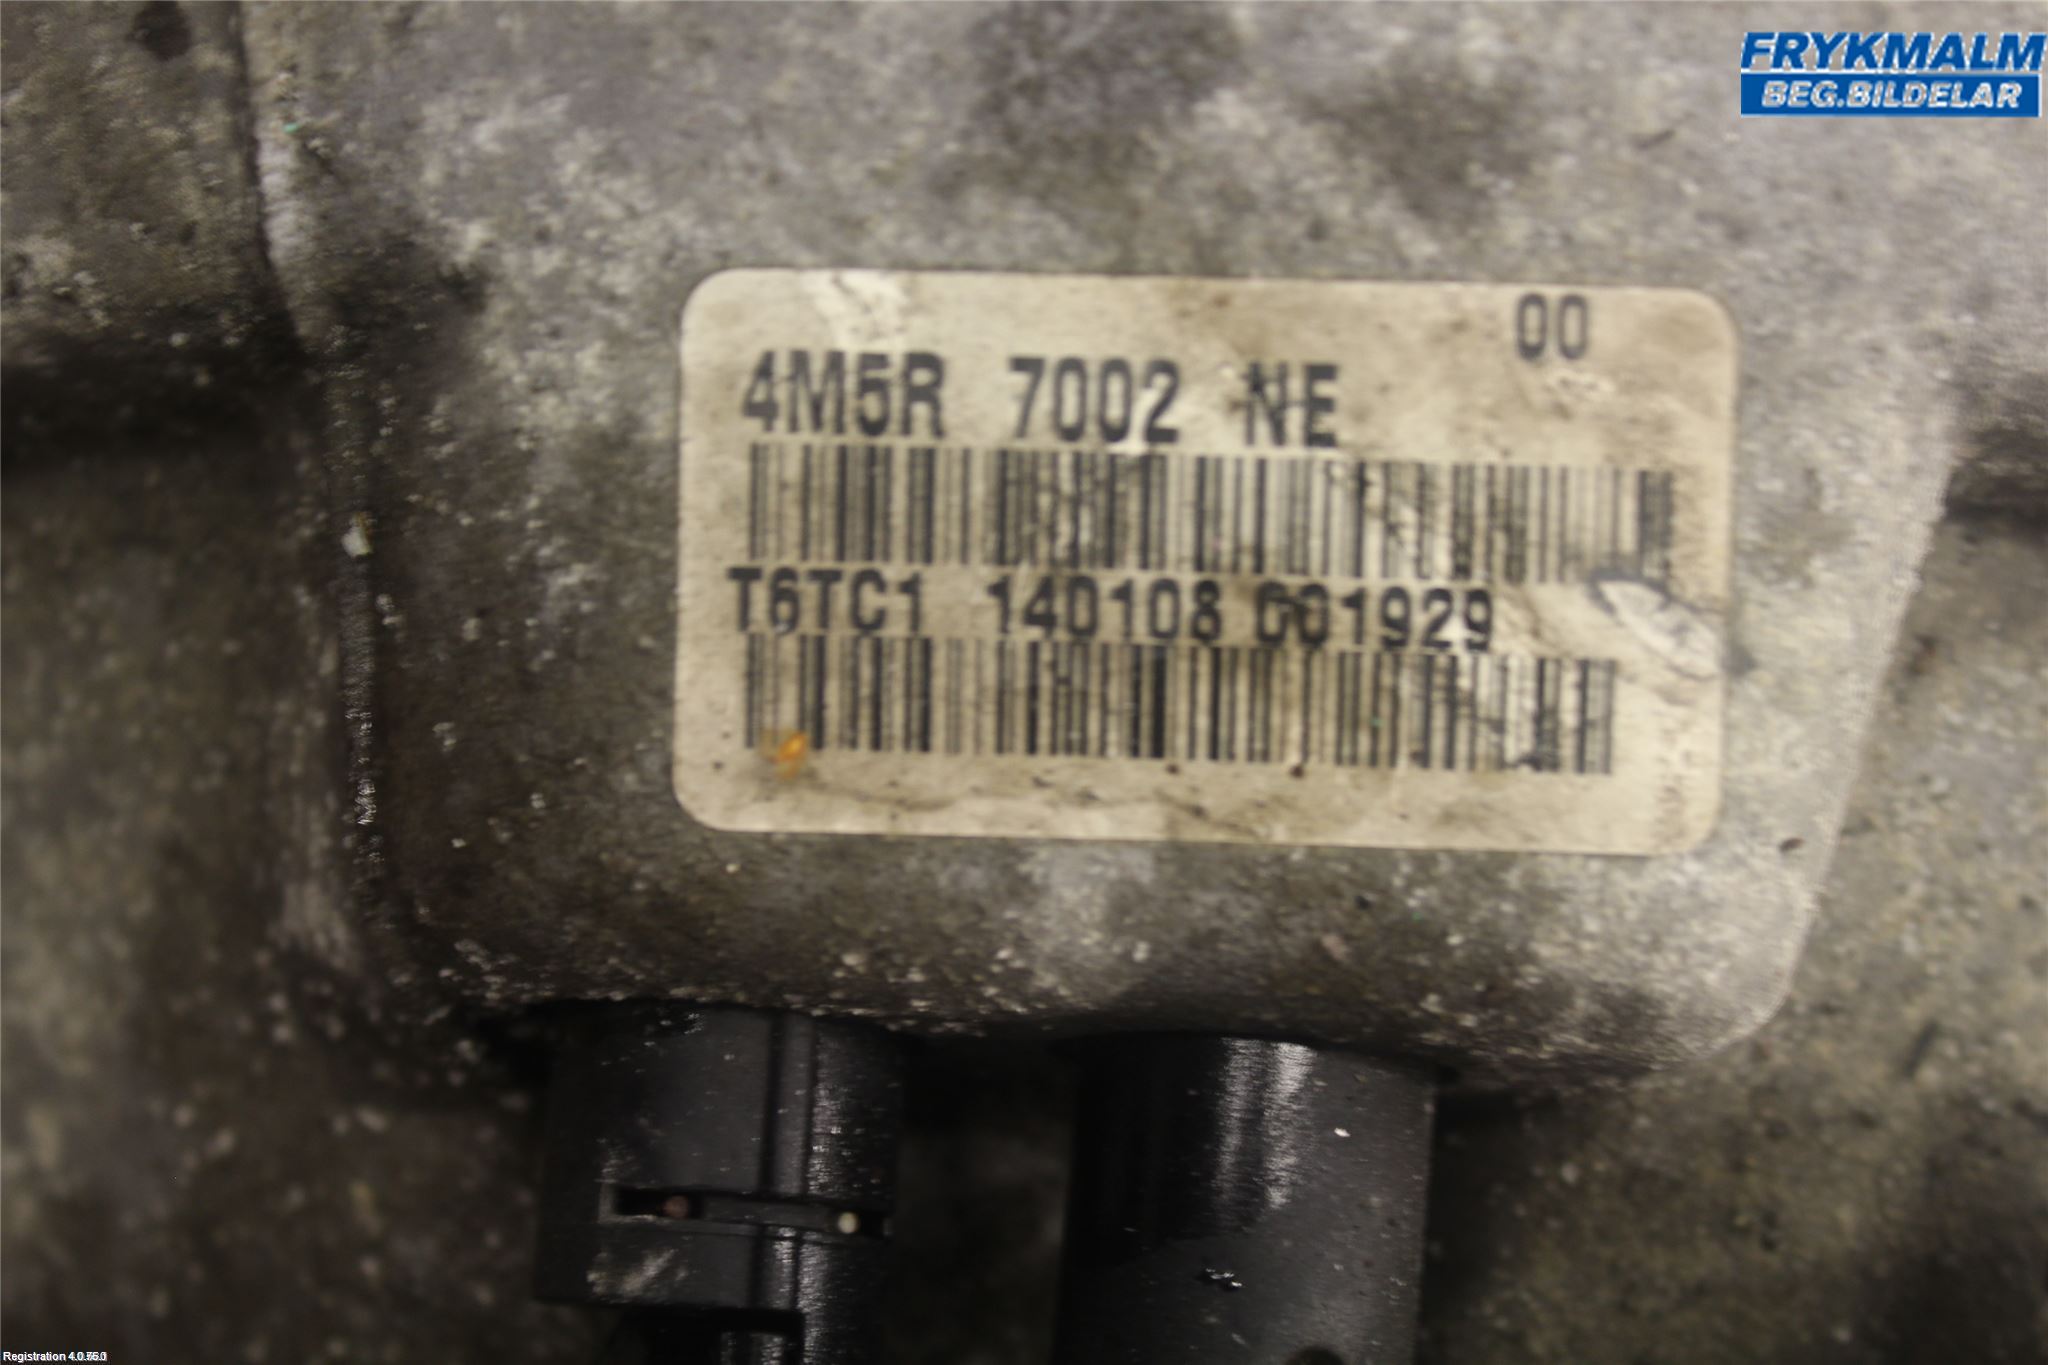 FRYKMALM
BEG.BILDELAR
00
4M5R 7002 NE
T6TC1 140108 001929